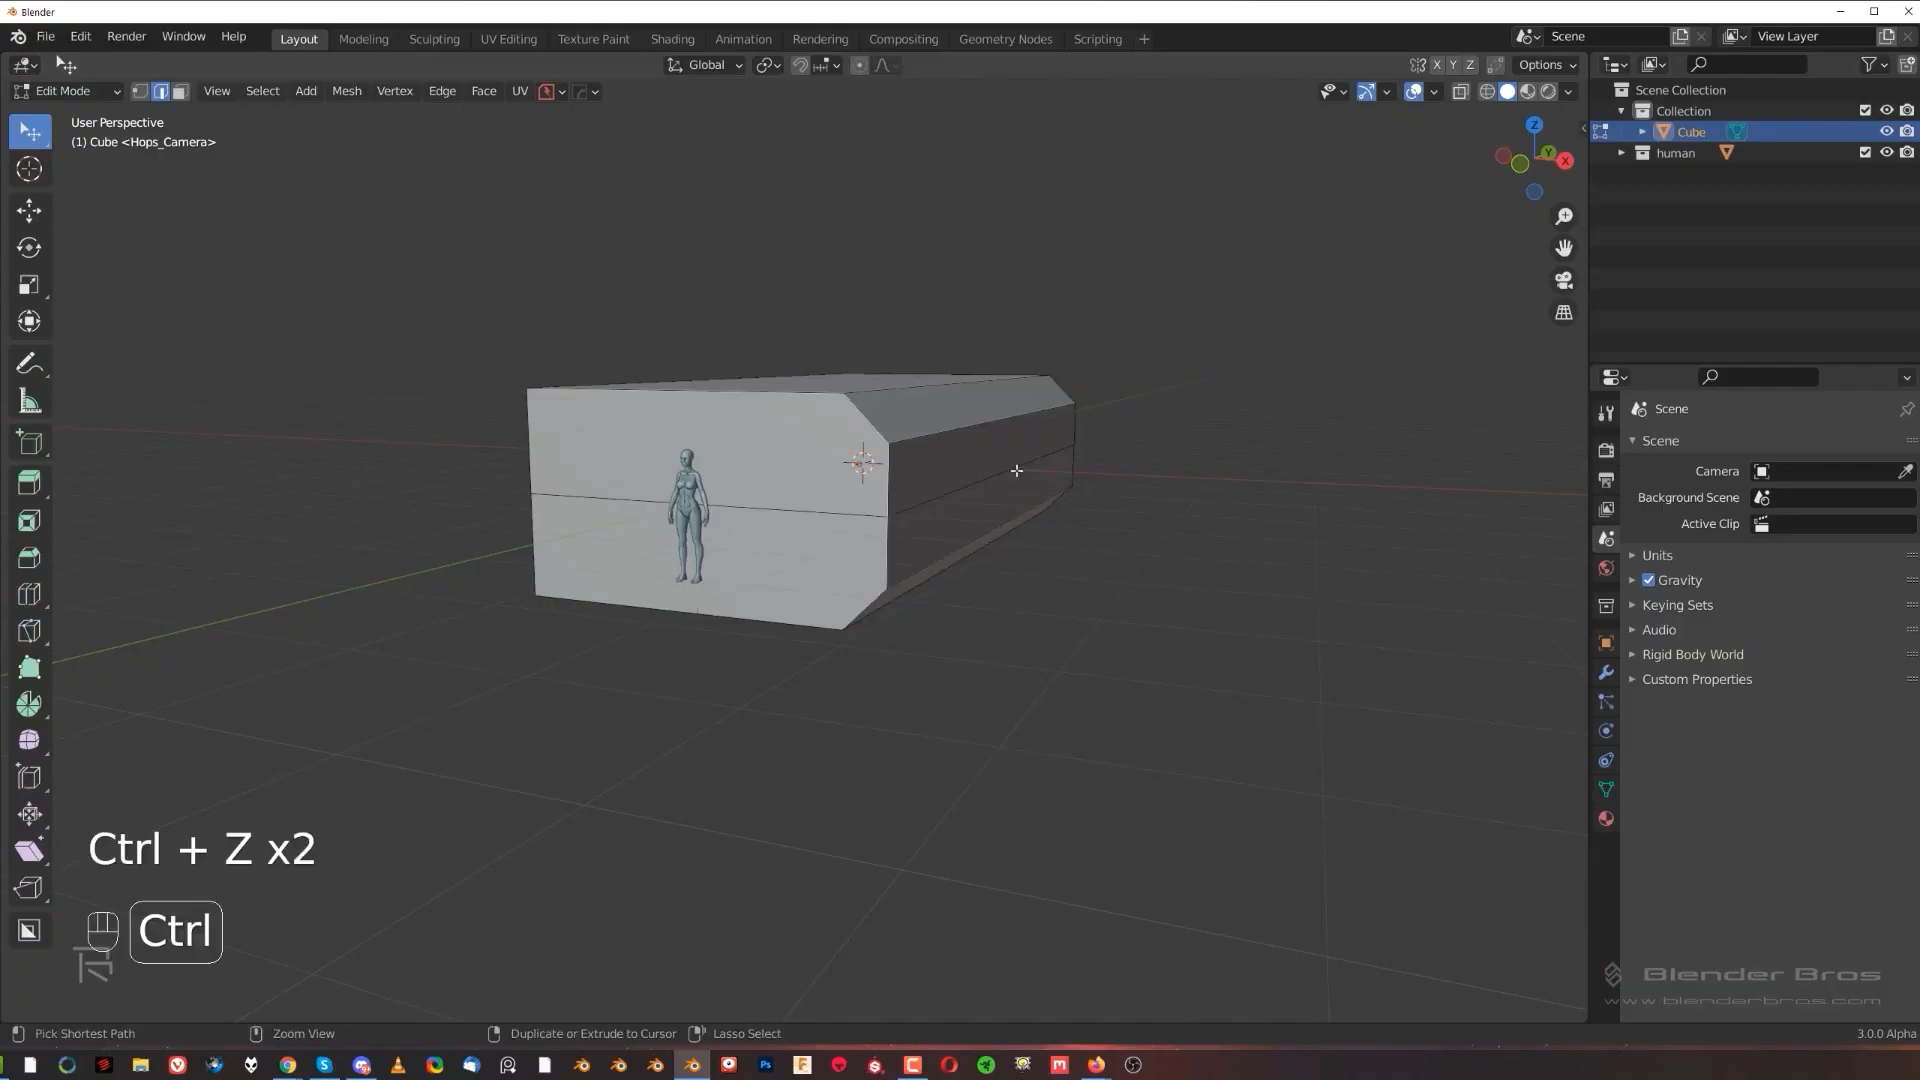 Blender
File Edit Render Window Help Layout Modeling Sculpting UV Editing Texture Paint Shading Animation Rendering Compositing Geometry Nodes Scripting + Scene View Layer
Global X Y Z Options
Edit Mode View Select Add Mesh Vertex Edge Face UV
User Perspective
(1) Cube <Hops_Camera>
Z
Y
X
Scene Collection
Collection
Cube
human
Scene
Scene
Camera
Background Scene
Active Clip
Units
Gravity
Keying Sets
Audio
Rigid Body World
Custom Properties
Ctrl + Z x2
Ctrl
Blender Bros
www.blenderbros.com
Pick Shortest Path Zoom View Duplicate or Extrude to Cursor Lasso Select 3.0.0 Alpha